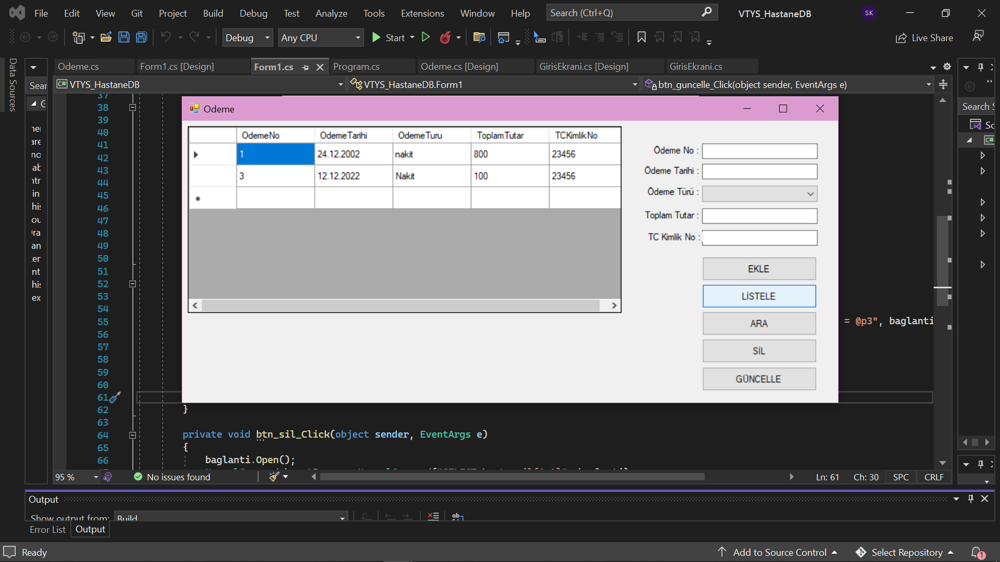 File Edit View Git Project Build Debug Test Analyze Tools Extensions Window Help Search (Ctrl+Q) VTYS_HastaneDB SK
Debug Any CPU Start Live Share
Data Sources
Odeme.cs Form1.cs [Design] Form1.cs Program.cs Odeme.cs [Design] GirisEkrani.cs [Design] GirisEkrani.cs
VTYS_HastaneDB VTYS_HastaneDB.Form1 btn_guncelle_Click(object sender, EventArgs e)
Sear
Search S
Odeme
OdemeNo OdemeTarihi OdemeTuru ToplamTutar TCKimlikNo
1 24.12.2002 nakit 800 23456
3 12.12.2022 Nakit 100 23456
Ödeme No :
Ödeme Tarihi :
Ödeme Türü :
Toplam Tutar :
TC Kimlik No :
EKLE
LİSTELE
ARA
SİL
GÜNCELLE
37
38
39
40
41
42
43
44
45
46
47
48
49
50
51
52
53
54
55 = @p3", baglanti
56
57
58
59
60
61
62 }
63
64 private void btn_sil_Click(object sender, EventArgs e)
65 {
66 baglanti.Open();
95 % No issues found Ln: 61 Ch: 30 SPC CRLF
Output
Show output from: Build
Error List Output
Ready Add to Source Control Select Repository 1